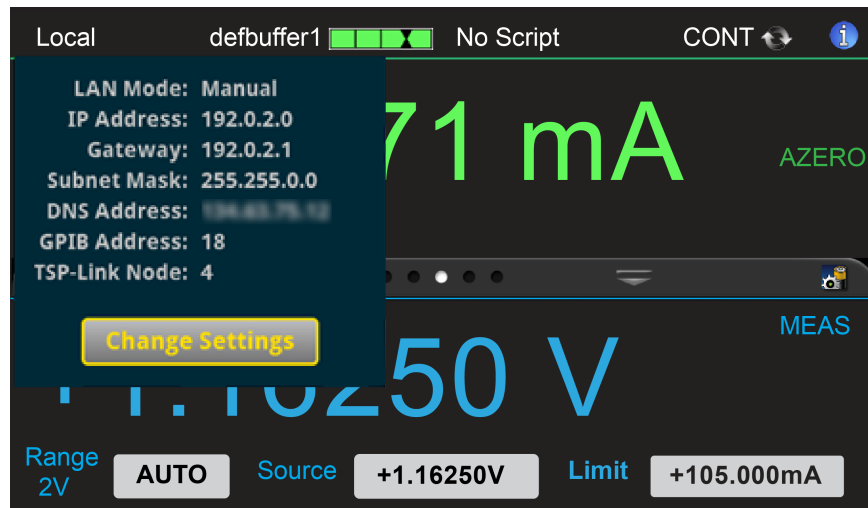 Local defbuffer1 No Script CONT i
LAN Mode: Manual
IP Address: 192.0.2.0
Gateway: 192.0.2.1
Subnet Mask: 255.255.0.0
DNS Address:
GPIB Address: 18
TSP-Link Node: 4
Change Settings
71 mA
AZERO
MEAS
50 V
Range
2V
AUTO
Source
+1.16250V
Limit
+105.000mA